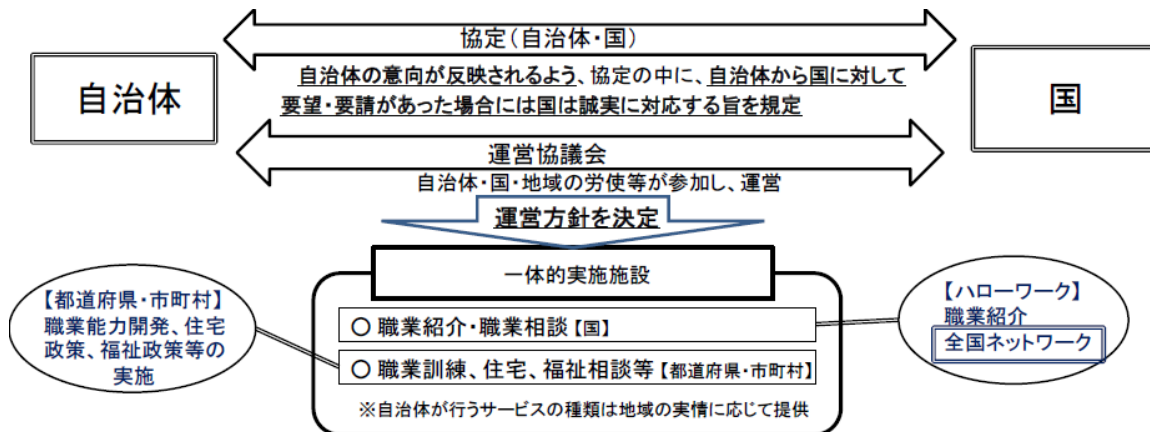 協定(自治体・国)
自治体
国
自治体の意向が反映されるよう、協定の中に、自治体から国に対して
要望・要請があった場合には国は誠実に対応する旨を規定
運営協議会
自治体・国・地域の労使等が参加し、運営
運営方針を決定
一体的実施施設
【都道府県・市町村】
職業能力開発、住宅
政策、福祉政策等の
実施
○ 職業紹介・職業相談【国】
○ 職業訓練、住宅、福祉相談等【都道府県・市町村】
※自治体が行うサービスの種類は地域の実情に応じて提供
【ハローワーク】
職業紹介
全国ネットワーク